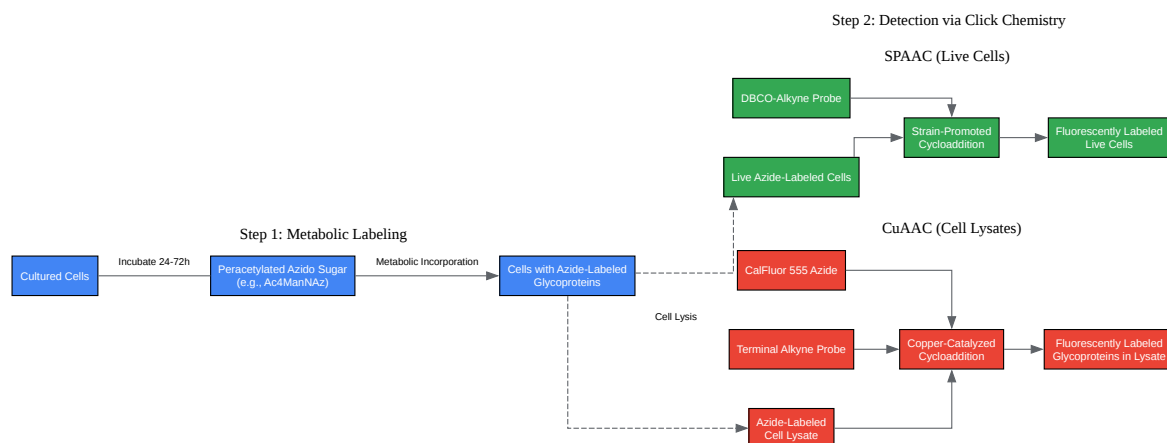 Step 2: Detection via Click Chemistry
SPAAC (Live Cells)
DBCO-Alkyne Probe
Strain-Promoted
Cycloaddition
Fluorescently Labeled
Live Cells
Live Azide-Labeled Cells
Step 1: Metabolic Labeling
CuAAC (Cell Lysates)
Cultured Cells
Incubate 24-72h
Peracetylated Azido Sugar
(e.g., Ac4ManNAz)
Metabolic Incorporation
Cells with Azide-Labeled
Glycoproteins
CalFluor 555 Azide
Cell Lysis
Terminal Alkyne Probe
Copper-Catalyzed
Cycloaddition
Fluorescently Labeled
Glycoproteins in Lysate
Azide-Labeled
Cell Lysate